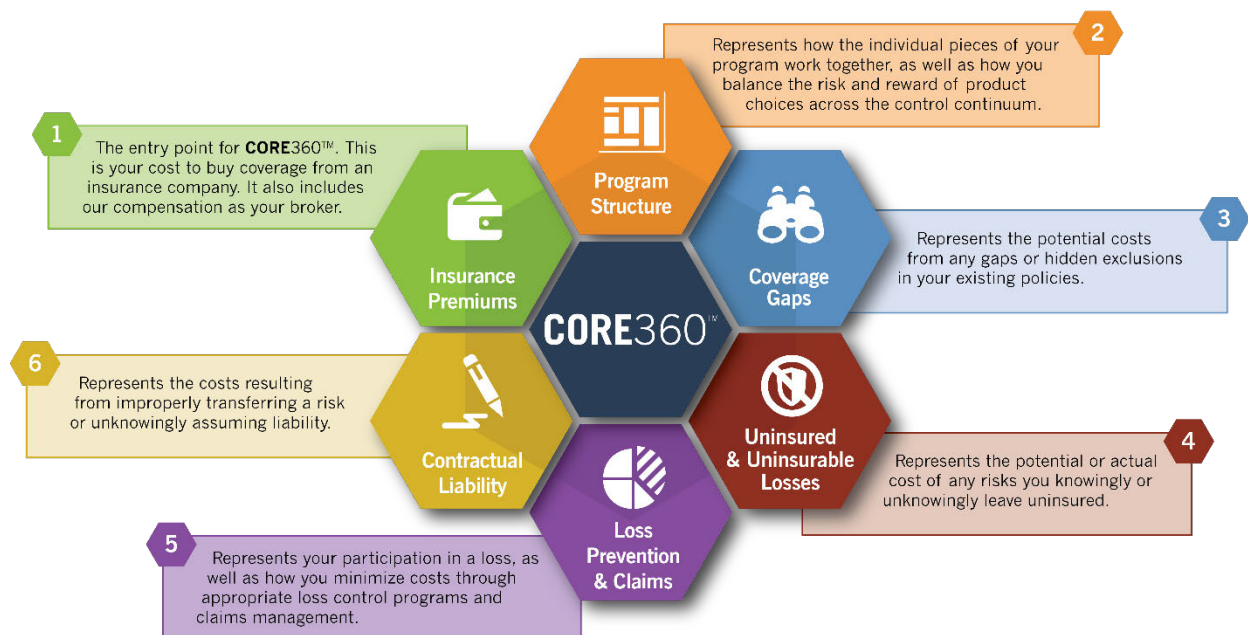 1
The entry point for CORE360™. This
is your cost to buy coverage from an
insurance company. It also includes
our compensation as your broker.
Insurance
Premiums
2
Represents how the individual pieces of your
program work together, as well as how you
balance the risk and reward of product
choices across the control continuum.
Program
Structure
3
Represents the potential costs
from any gaps or hidden exclusions
in your existing policies.
Coverage
Gaps
CORE360™
4
Represents the potential or actual
cost of any risks you knowingly or
unknowingly leave uninsured.
Uninsured
& Uninsurable
Losses
5
Represents your participation in a loss, as
well as how you minimize costs through
appropriate loss control programs and
claims management.
Loss
Prevention
& Claims
6
Represents the costs resulting
from improperly transferring a risk
or unknowingly assuming liability.
Contractual
Liability